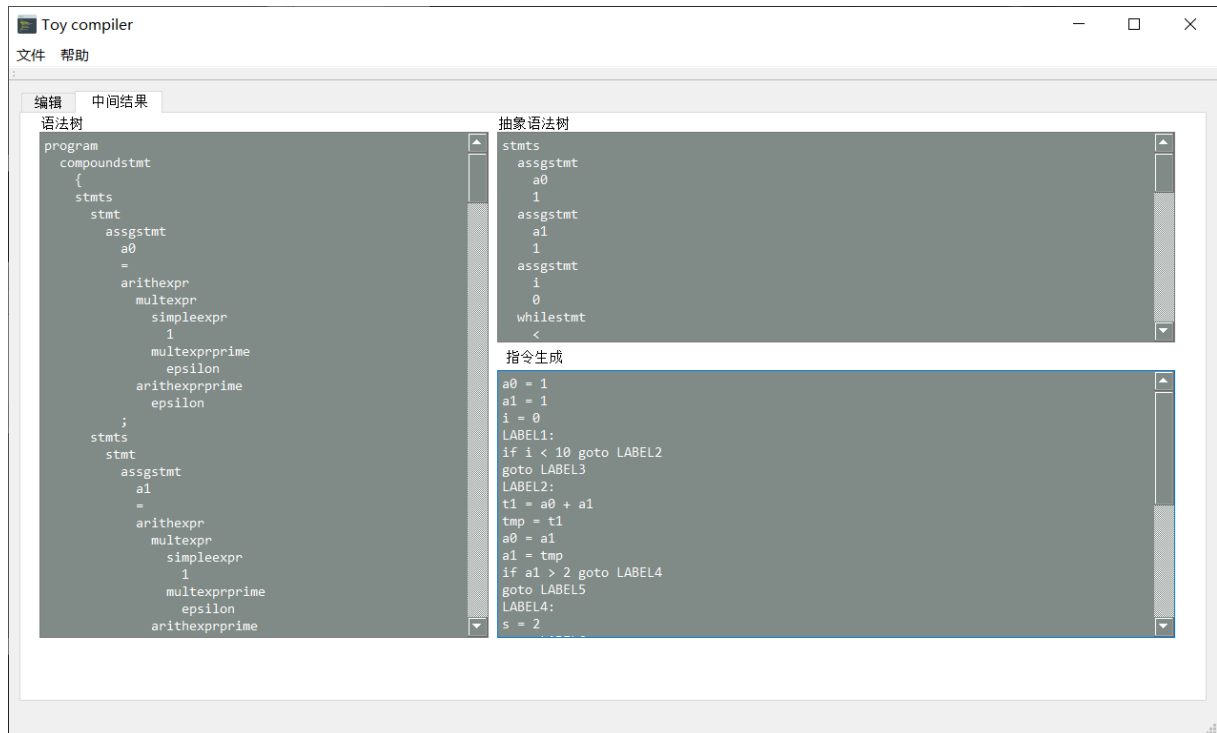 Toy compiler
文件 帮助
编辑 中间结果
语法树
program
compoundstmt
{
stmts
stmt
assgstmt
a0
=
arithexpr
multexpr
simpleexpr
1
multexprprime
epsilon
arithexprprime
epsilon
;
stmts
stmt
assgstmt
a1
=
arithexpr
multexpr
simpleexpr
1
multexprprime
epsilon
arithexprprime
抽象语法树
stmts
assgstmt
a0
1
assgstmt
a1
1
assgstmt
i
0
whilestmt
<
指令生成
a0 = 1
a1 = 1
i = 0
LABEL1:
if i < 10 goto LABEL2
goto LABEL3
LABEL2:
t1 = a0 + a1
tmp = t1
a0 = a1
a1 = tmp
if a1 > 2 goto LABEL4
goto LABEL5
LABEL4:
s = 2